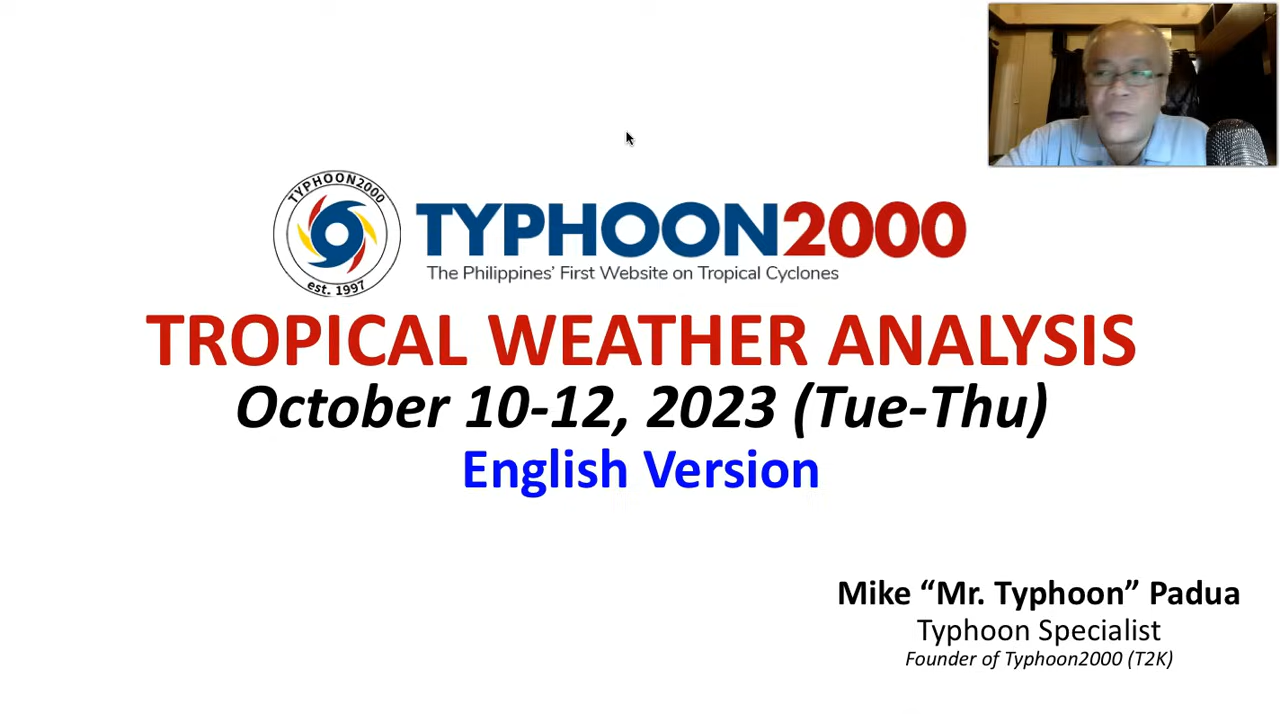 TYPHOON2000
est. 1997
TYPHOON2000
The Philippines' First Website on Tropical Cyclones
TROPICAL WEATHER ANALYSIS
October 10-12, 2023 (Tue-Thu)
English Version
Mike “Mr. Typhoon” Padua
Typhoon Specialist
Founder of Typhoon2000 (T2K)